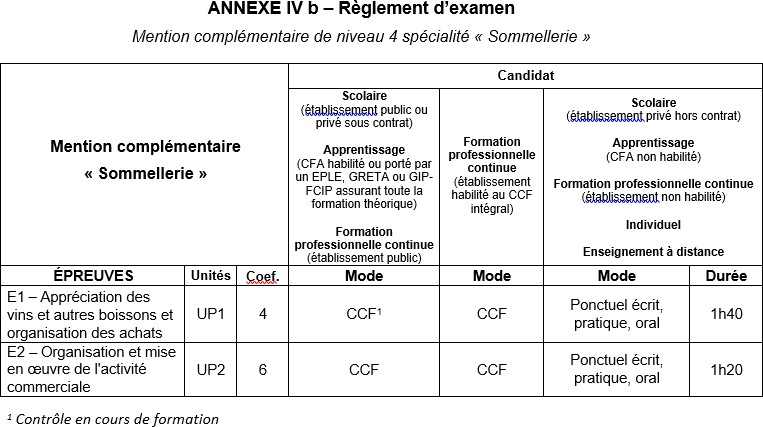 ANNEXE IV b – Règlement d'examen
Mention complémentaire de niveau 4 spécialité « Sommellerie »
Mention complémentaire
« Sommellerie »
Candidat
Scolaire
(établissement public ou
privé sous contrat)
Apprentissage
(CFA habilité ou porté par
un EPLE, GRETA ou GIP-
FCIP assurant toute la
formation théorique)
Formation
professionnelle continue
(établissement public)
Formation
professionnelle
continue
(établissement
habilité au CCF
intégral)
Scolaire
(établissement privé hors contrat)
Apprentissage
(CFA non habilité)
Formation professionnelle continue
(établissement non habilité)
Individuel
Enseignement à distance
ÉPREUVES Unités Coef. Mode Mode Mode Durée
E1 – Appréciation des
vins et autres boissons et
organisation des achats
UP1 4 CCF¹ CCF
Ponctuel écrit,
pratique, oral
1h40
E2 – Organisation et mise
en œuvre de l'activité
commerciale
UP2 6 CCF CCF
Ponctuel écrit,
pratique, oral
1h20
¹ Contrôle en cours de formation